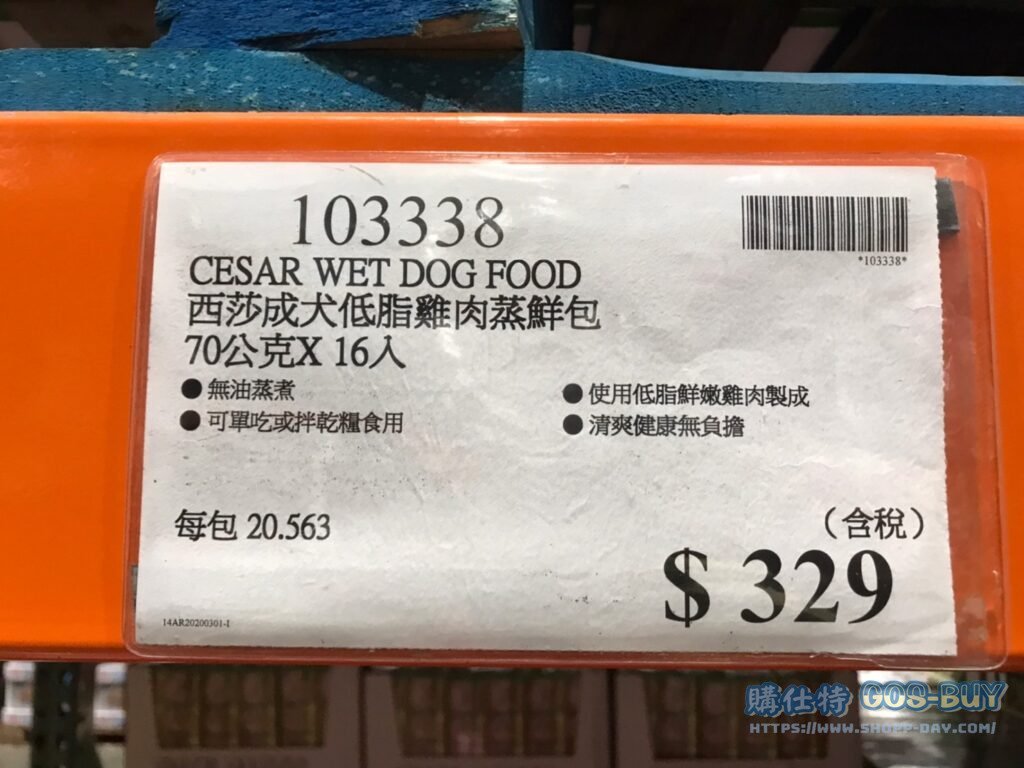 103338
*103338*
CESAR WET DOG FOOD
西莎成犬低脂雞肉蒸鮮包
70公克X 16入
●無油蒸煮
●使用低脂鮮嫩雞肉製成
●可單吃或拌乾糧食用
●清爽健康無負擔
每包 20.563
（含稅）
$ 329
14AR20200301-1
購仕特 GOS-BUY
HTTPS://WWW.SHOPP-DAY.COM/